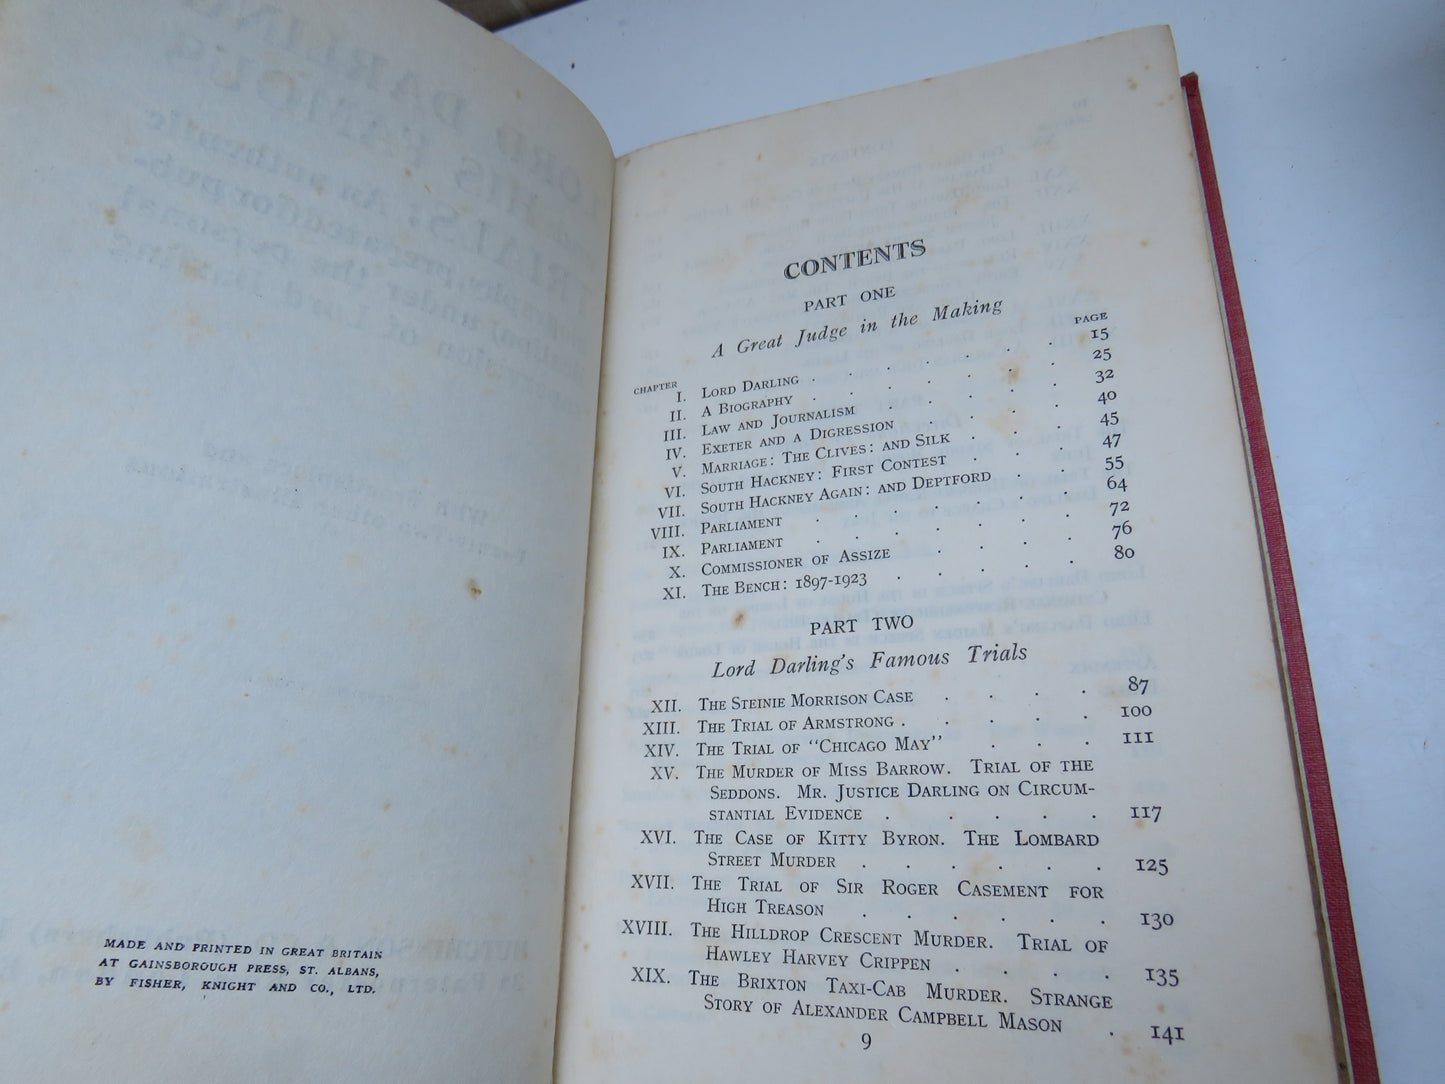 MADE AND PRINTED IN GREAT BRITAIN
AT GAINSBOROUGH PRESS, ST. ALBANS,
BY FISHER, KNIGHT AND CO., LTD.
CONTENTS
PART ONE
A Great Judge in the Making
CHAPTER PAGE
I. LORD DARLING . . . . . . . 15
II. A BIOGRAPHY . . . . . . . 25
III. LAW AND JOURNALISM . . . . . 32
IV. EXETER AND A DIGRESSION . . . . 40
V. MARRIAGE: THE CLIVES: AND SILK . . . 45
VI. SOUTH HACKNEY: FIRST CONTEST . . . 47
VII. SOUTH HACKNEY AGAIN: AND DEPTFORD . . 55
VIII. PARLIAMENT . . . . . . . 64
IX. PARLIAMENT . . . . . . . 72
X. COMMISSIONER OF ASSIZE . . . . 76
XI. THE BENCH: 1897-1923 . . . . . 80
PART TWO
Lord Darling's Famous Trials
XII. THE STEINIE MORRISON CASE . . . . 87
XIII. THE TRIAL OF ARMSTRONG . . . . . 100
XIV. THE TRIAL OF "CHICAGO MAY" . . . 111
XV. THE MURDER OF MISS BARROW. TRIAL OF THE
SEDDONS. MR. JUSTICE DARLING ON CIRCUM-
STANTIAL EVIDENCE . . . . . 117
XVI. THE CASE OF KITTY BYRON. THE LOMBARD
STREET MURDER . . . . . . 125
XVII. THE TRIAL OF SIR ROGER CASEMENT FOR
HIGH TREASON . . . . . . 130
XVIII. THE HILLDROP CRESCENT MURDER. TRIAL OF
HAWLEY HARVEY CRIPPEN . . . . 135
XIX. THE BRIXTON TAXI-CAB MURDER. STRANGE
STORY OF ALEXANDER CAMPBELL MASON . 141
9